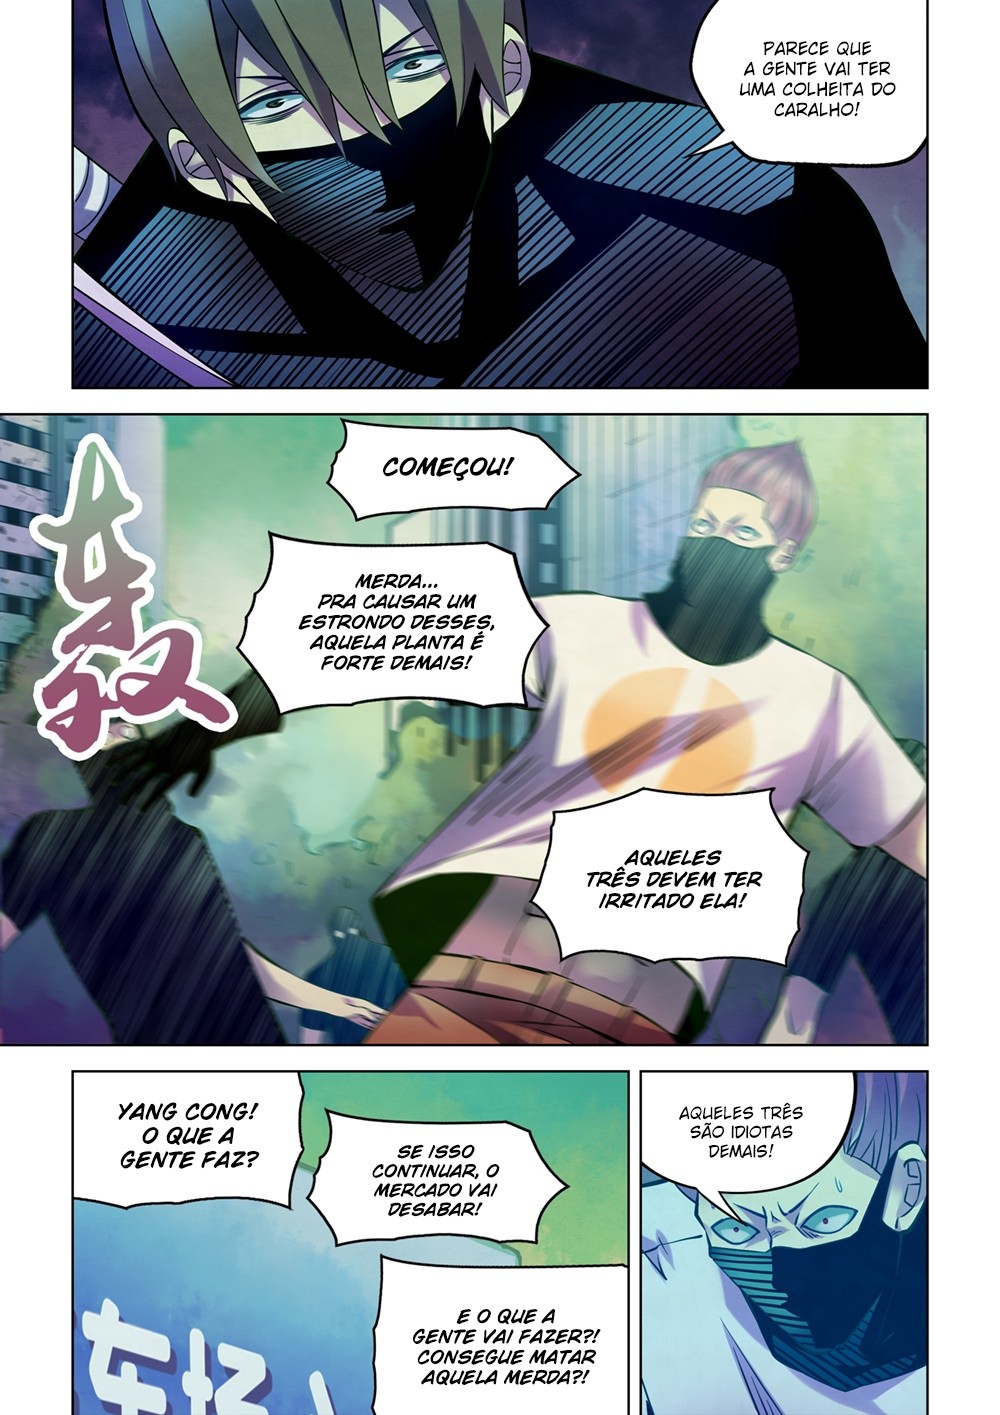 PARECE QUE
A GENTE VAI TER
UMA COLHEITA DO
CARALHO!
COMEÇOU!
MERDA...
PRA CAUSAR UM
ESTRONDO DESSES,
AQUELA PLANTA É
FORTE DEMAIS!
AQUELES
TRÊS DEVEM TER
IRRITADO ELA!
YANG CONG!
O QUE A
GENTE FAZ?
SE ISSO
CONTINUAR, O
MERCADO VAI
DESABAR!
E O QUE A
GENTE VAI FAZER?!
CONSEGUE MATAR
AQUELA MERDA?!
AQUELES TRÊS
SÃO IDIOTAS
DEMAIS!